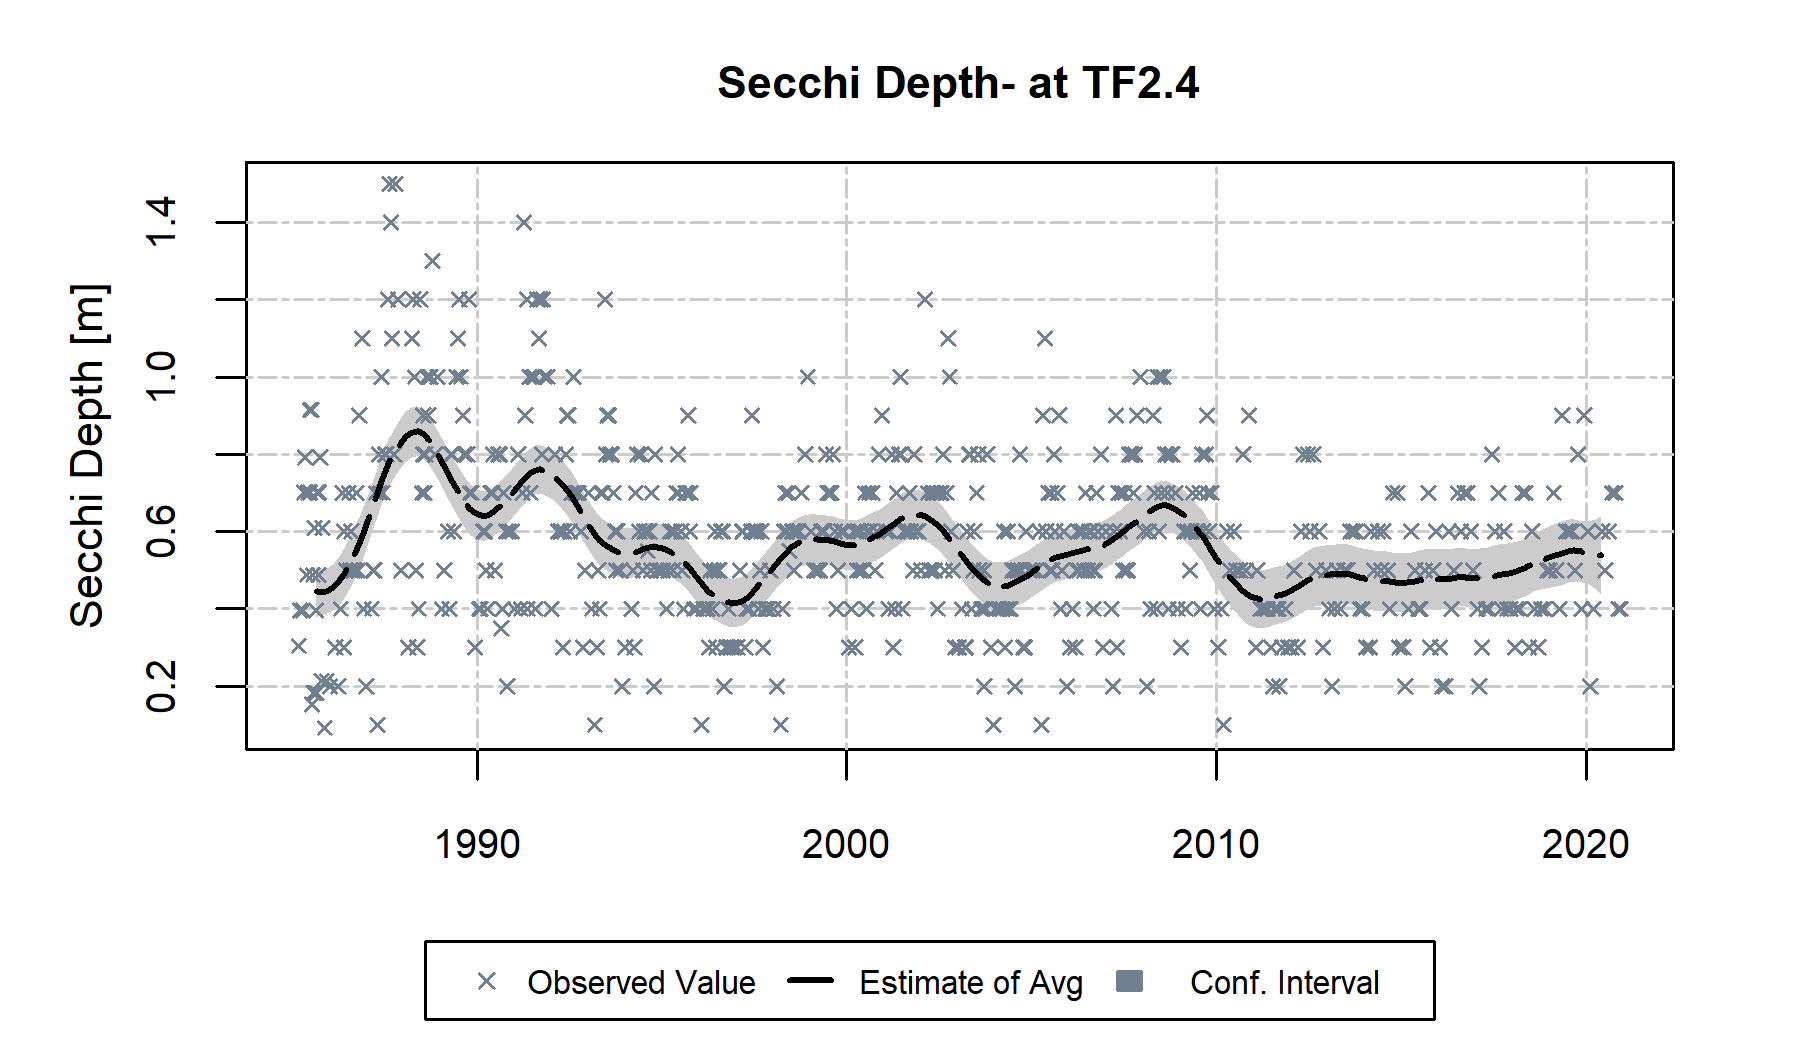 Secchi Depth- at TF2.4
Secchi Depth [m]
1.4
1.0
0.6
0.2
1990 2000 2010 2020
Observed Value Estimate of Avg Conf. Interval